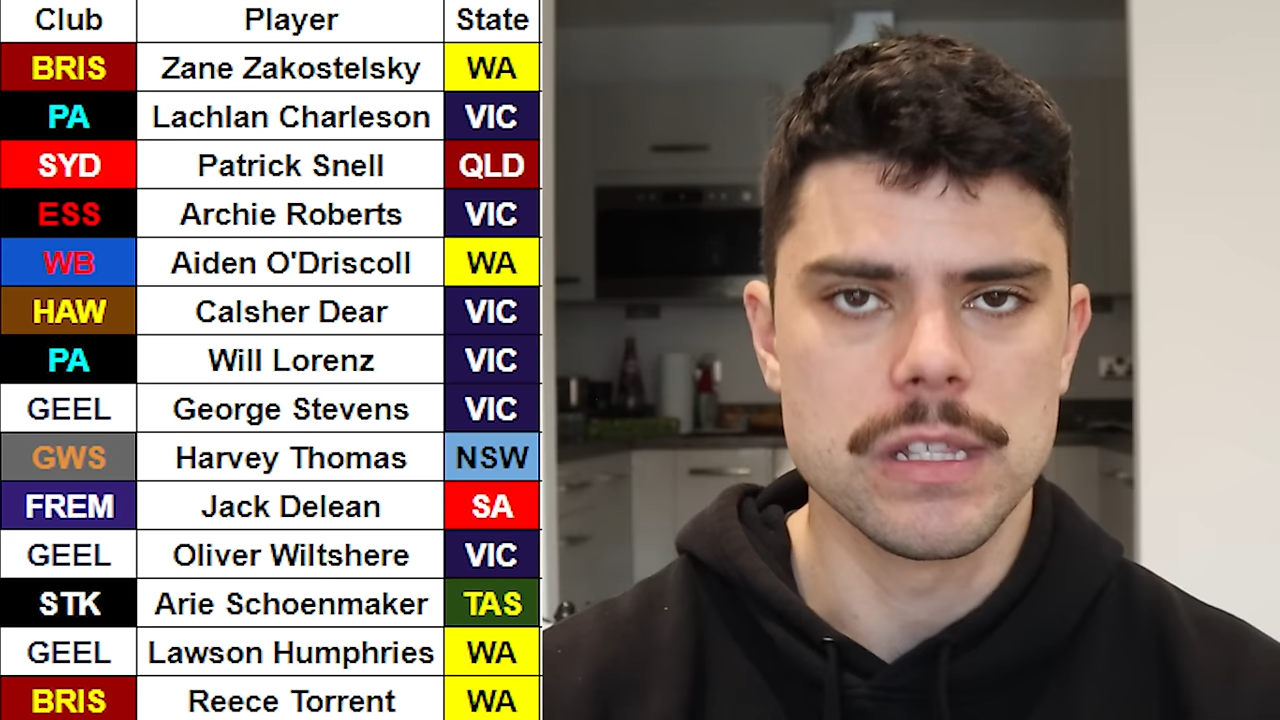 Club Player State
BRIS Zane Zakostelsky WA
PA Lachlan Charleson VIC
SYD Patrick Snell QLD
ESS Archie Roberts VIC
WB Aiden O'Driscoll WA
HAW Calsher Dear VIC
PA Will Lorenz VIC
GEEL George Stevens VIC
GWS Harvey Thomas NSW
FREM Jack Delean SA
GEEL Oliver Wiltshere VIC
STK Arie Schoenmaker TAS
GEEL Lawson Humphries WA
BRIS Reece Torrent WA